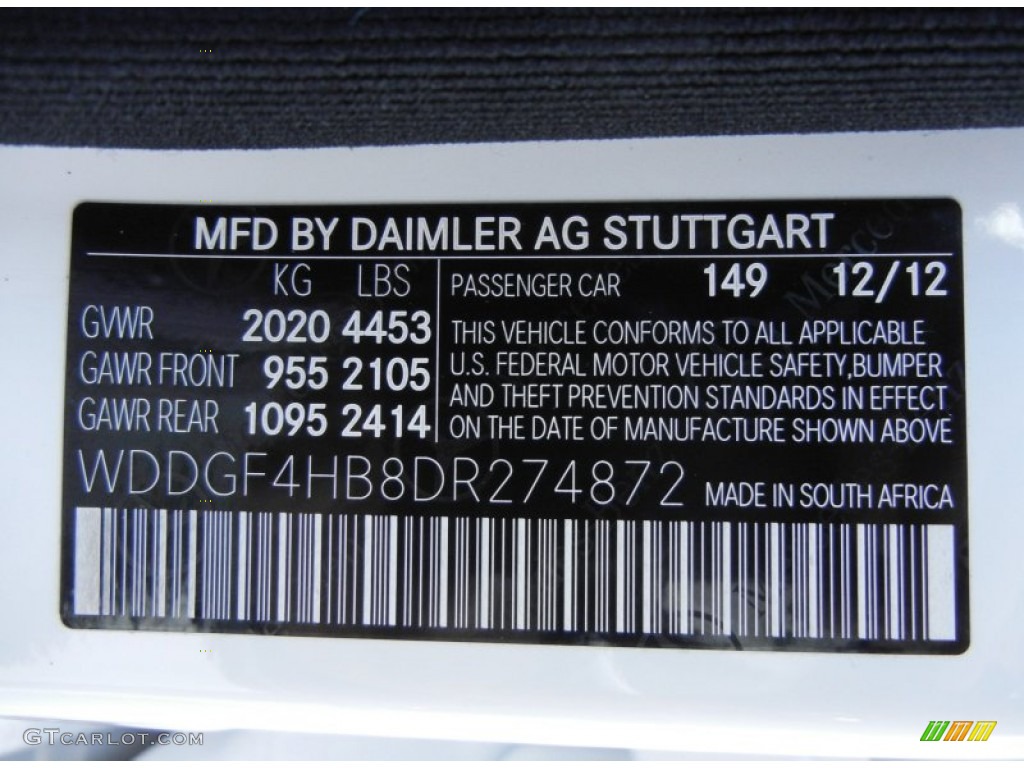 MFD BY DAIMLER AG STUTTGART
KG LBS
GVWR 2020 4453
GAWR FRONT 955 2105
GAWR REAR 1095 2414
PASSENGER CAR 149 12/12
THIS VEHICLE CONFORMS TO ALL APPLICABLE
U.S. FEDERAL MOTOR VEHICLE SAFETY,BUMPER
AND THEFT PREVENTION STANDARDS IN EFFECT
ON THE DATE OF MANUFACTURE SHOWN ABOVE
WDDGF4HB8DR274872 MADE IN SOUTH AFRICA
GTCARLOT.COM